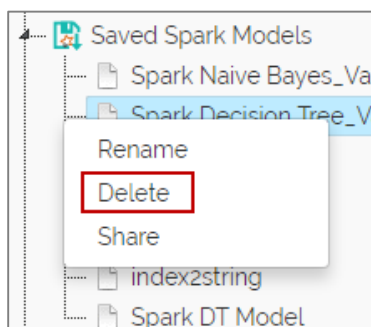 Saved Spark Models
Spark Naive Bayes_Va
Spark Decision Tree_V
Rename
Delete
Share
index2string
Spark DT Model